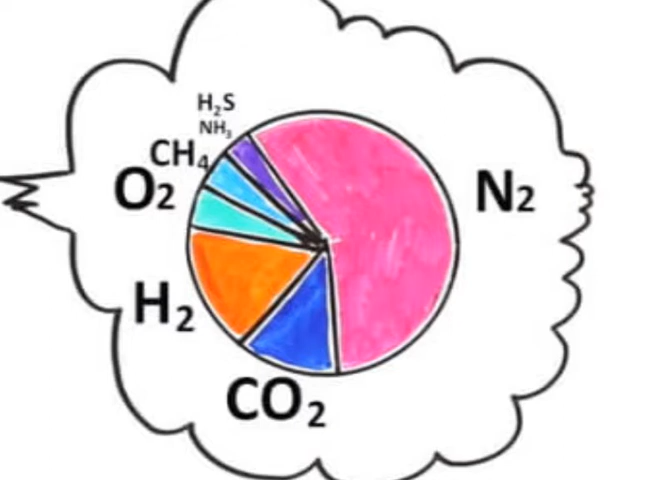 H₂S
NH₃
CH₄
O₂
N₂
H₂
CO₂